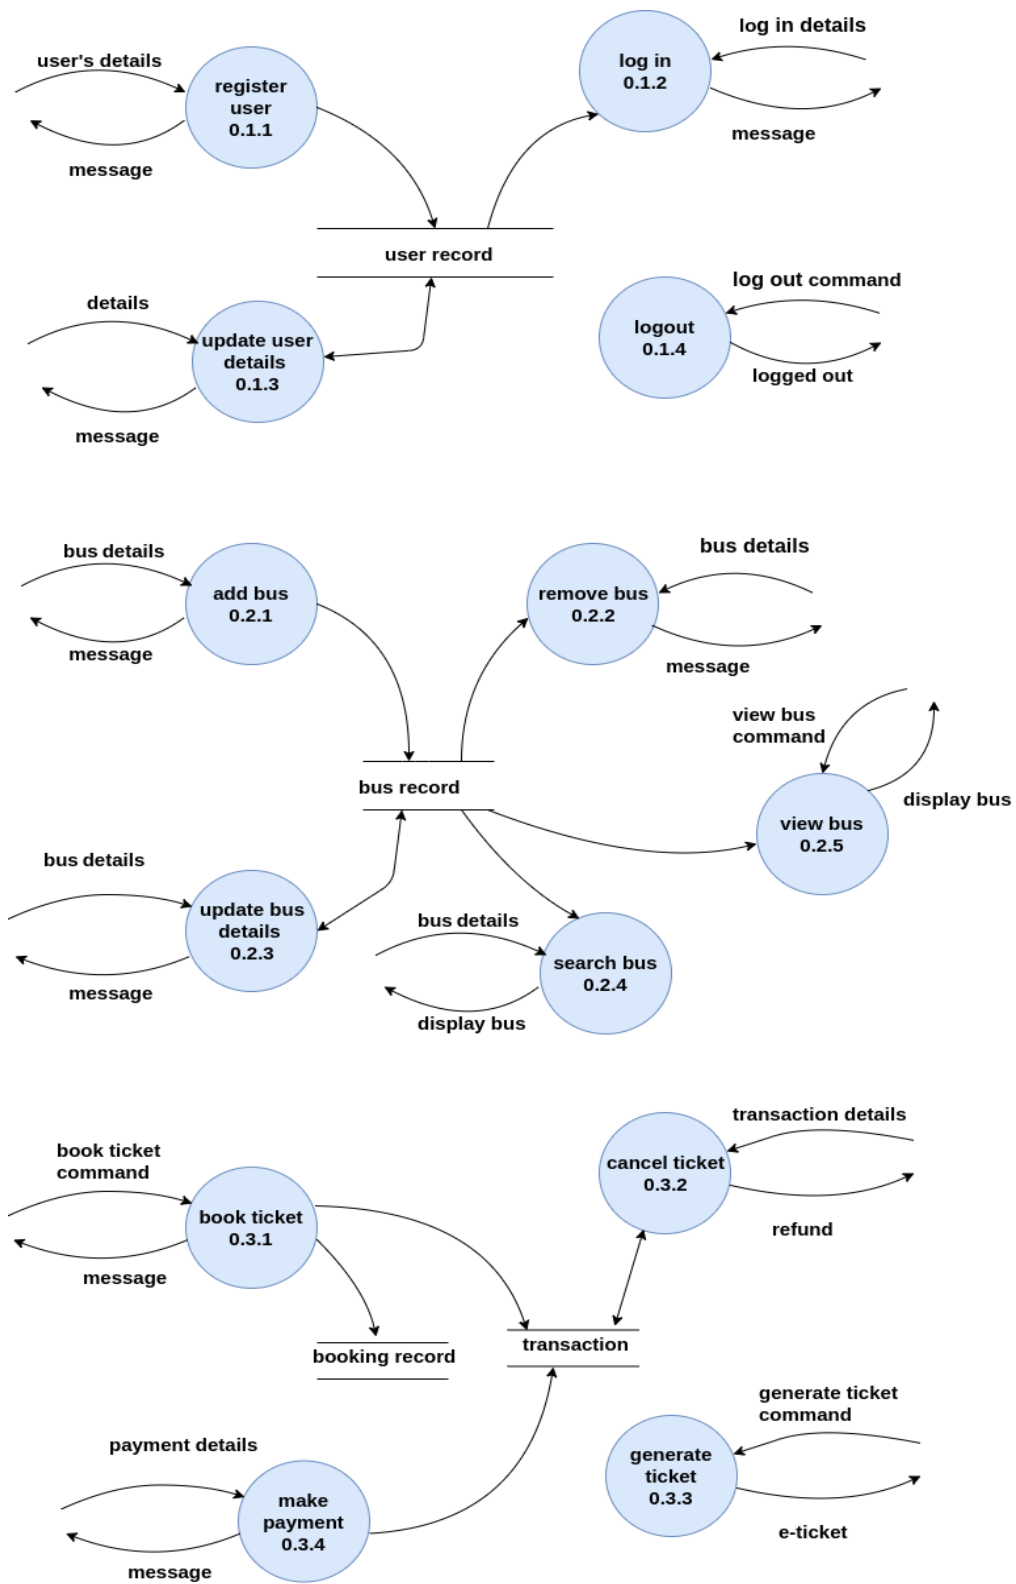 user's details
register
user
0.1.1
message
log in details
log in
0.1.2
message
user record
details
update user
details
0.1.3
message
log out command
logout
0.1.4
logged out
bus details
add bus
0.2.1
message
bus details
remove bus
0.2.2
message
view bus
command
display bus
view bus
0.2.5
bus record
bus details
update bus
details
0.2.3
message
bus details
search bus
0.2.4
display bus
book ticket
command
book ticket
0.3.1
message
transaction details
cancel ticket
0.3.2
refund
booking record
transaction
payment details
make
payment
0.3.4
message
generate ticket
command
generate
ticket
0.3.3
e-ticket